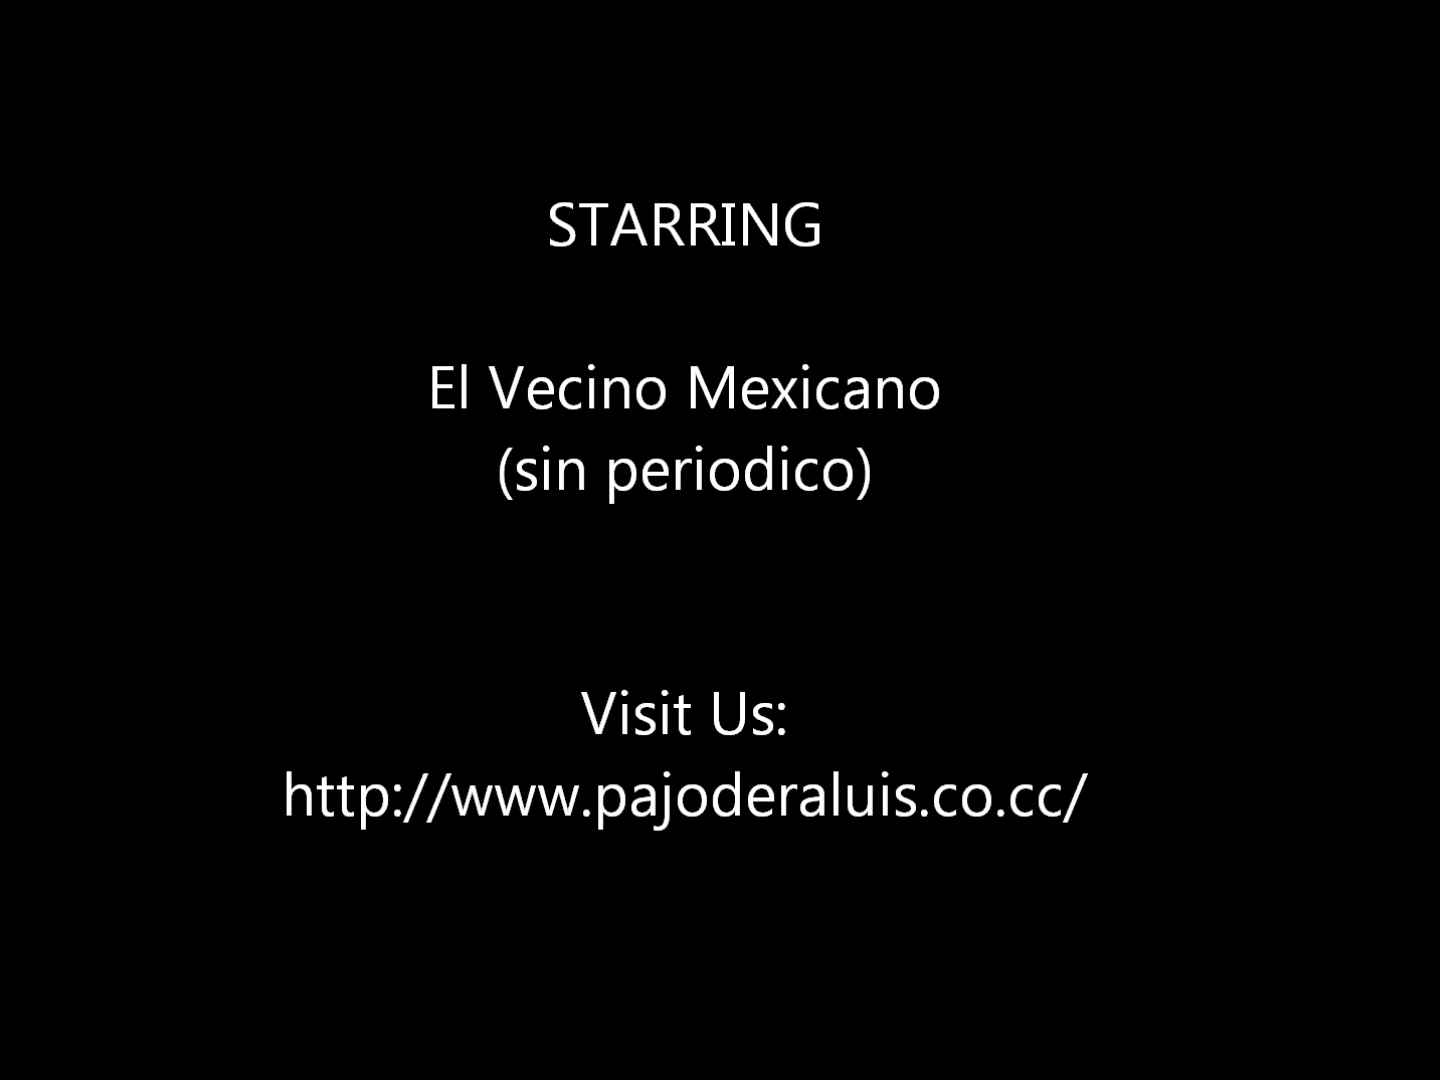 STARRING
El Vecino Mexicano
(sin periodico)
Visit Us:
http://www.pajoderaluis.co.cc/